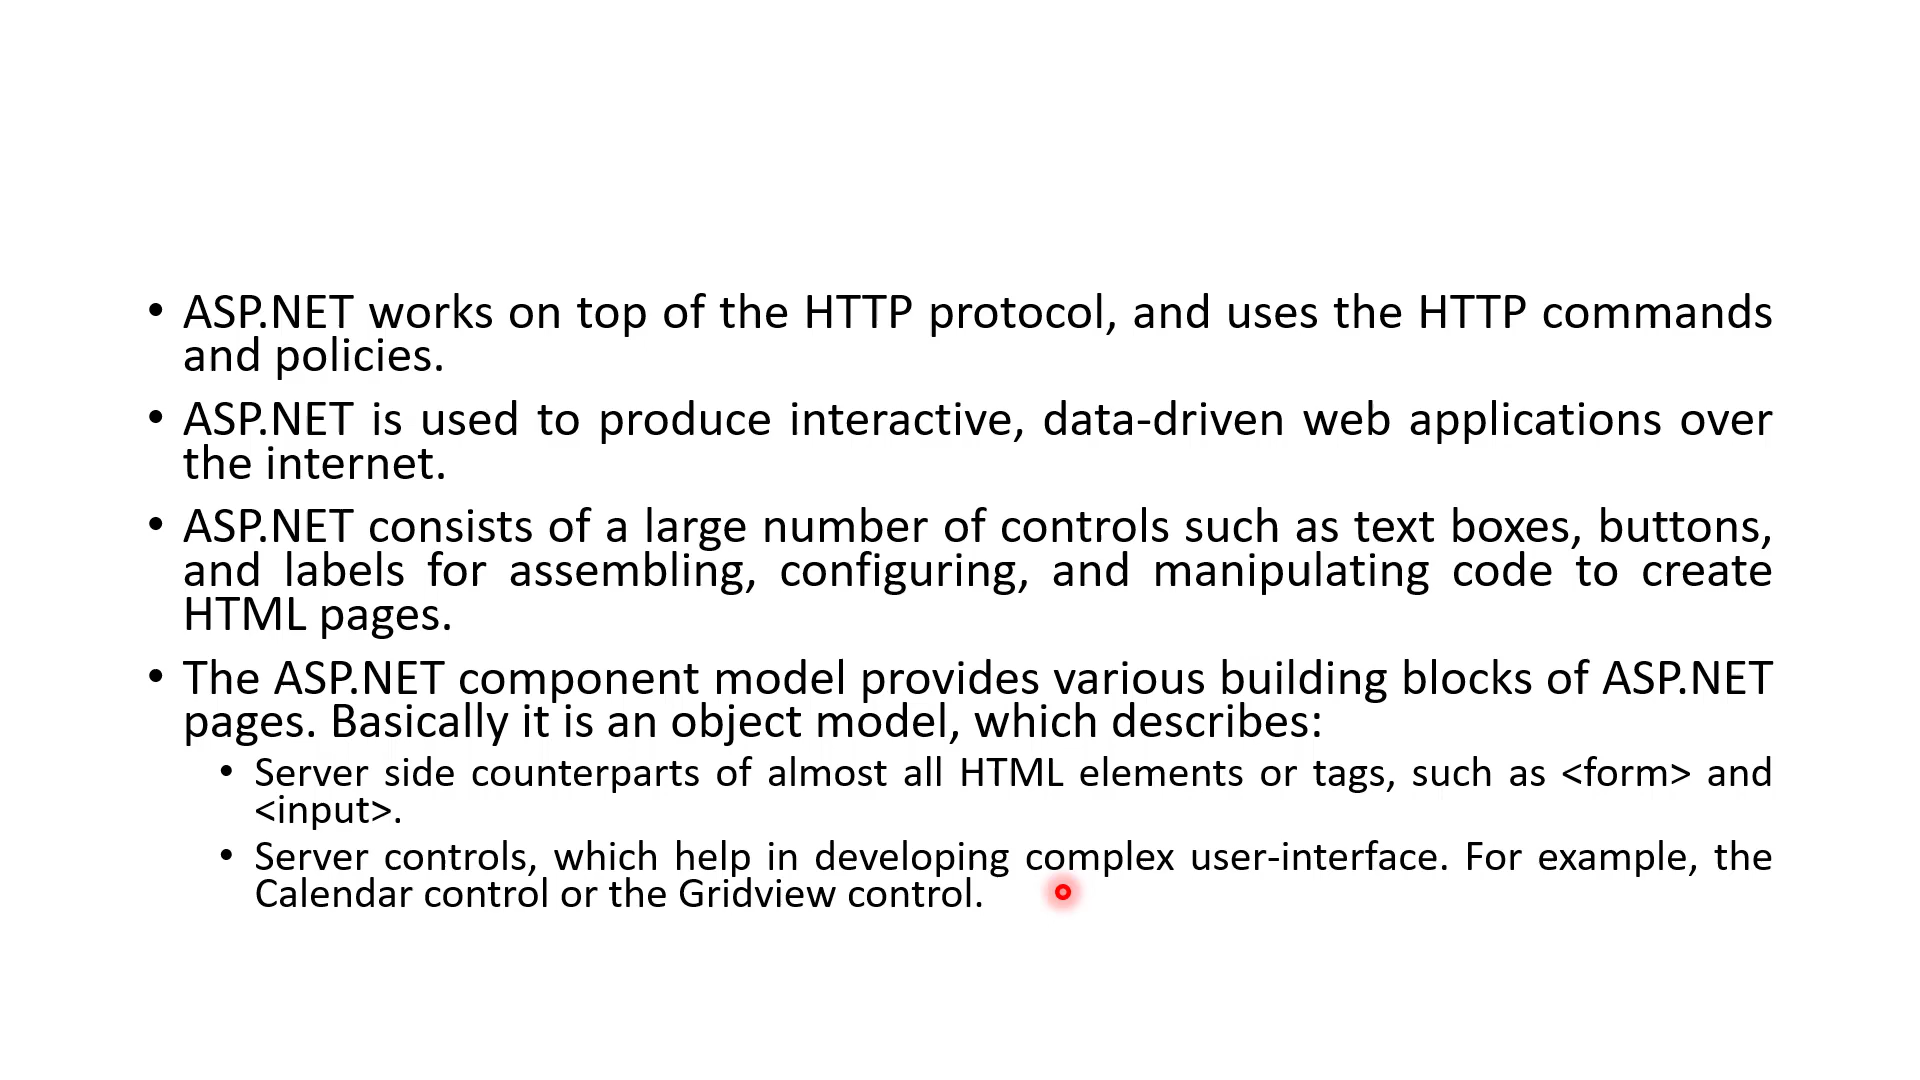 • ASP.NET works on top of the HTTP protocol, and uses the HTTP commands
and policies.
• ASP.NET is used to produce interactive, data-driven web applications over
the internet.
• ASP.NET consists of a large number of controls such as text boxes, buttons,
and labels for assembling, configuring, and manipulating code to create
HTML pages.
• The ASP.NET component model provides various building blocks of ASP.NET
pages. Basically it is an object model, which describes:
• Server side counterparts of almost all HTML elements or tags, such as <form> and
<input>.
• Server controls, which help in developing complex user-interface. For example, the
Calendar control or the Gridview control.